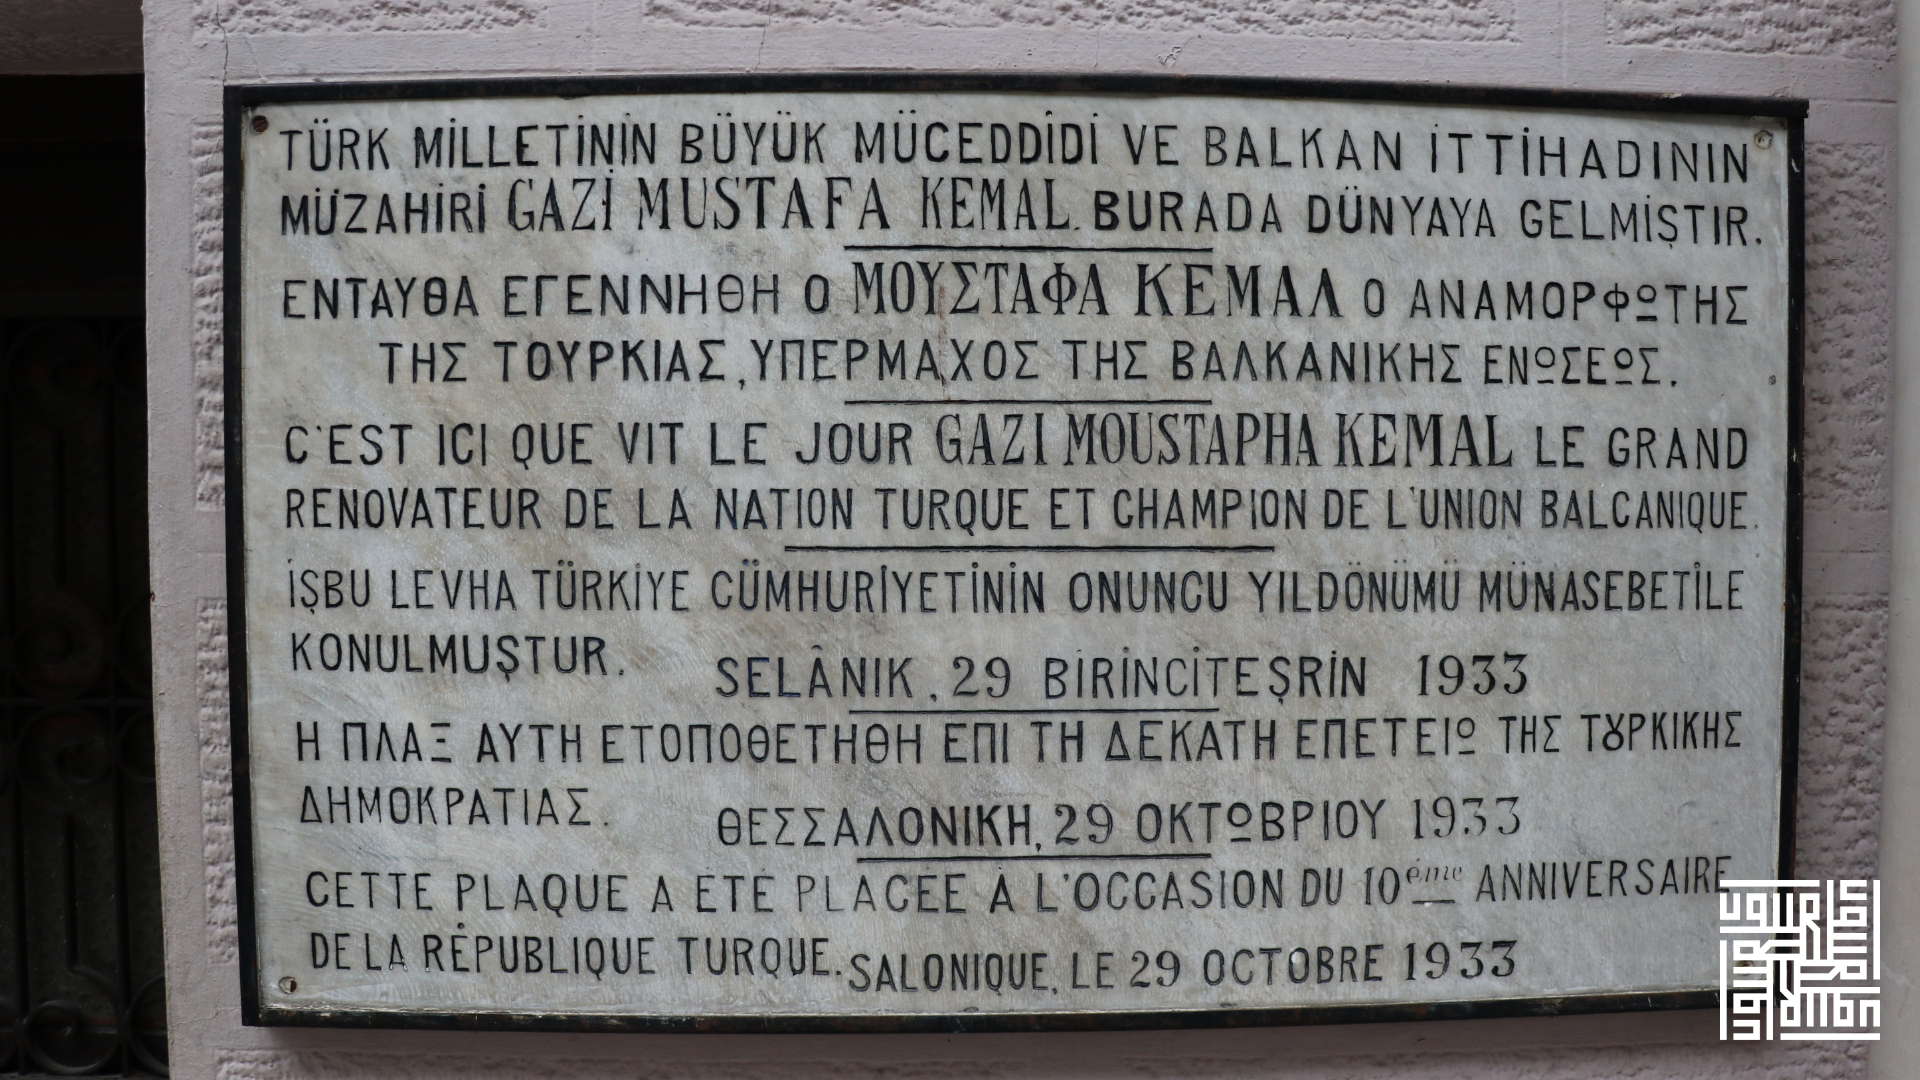 TÜRK MİLLETİNİN BÜYÜK MÜCEDDİDİ VE BALKAN İTTİHADININ
MÜZAHİRİ GAZİ MUSTAFA KEMAL. BURADA DÜNYAYA GELMİŞTIR.
ΕΝΤΑΥΘΑ ΕΓΕΝΝΗΘΗ Ο ΜΟΥΣΤΑΦΑ ΚΕΜΑΛ Ο ΑΝΑΜΟΡΦΩΤΗΣ
ΤΗΣ ΤΟΥΡΚΙΑΣ, ΥΠΕΡΜΑΧΟΣ ΤΗΣ ΒΑΛΚΑΝΙΚΗΣ ΕΝΩΣΕΩΣ.
C'EST ICI QUE VIT LE JOUR GAZI MOUSTAPHA KEMAL LE GRAND
RENOVATEUR DE LA NATION TURQUE ET CHAMPION DE L'UNION BALCANIQUE.
İŞBU LEVHA TÜRKİYE CÜMHURİYETİNİN ONUNCU YILDÖNÜMÜ MÜNASEBETİLE
KONULMUŞTUR.
SELÂNIK, 29 BİRİNCİTEŞRİN 1933
Η ΠΛΑΞ ΑΥΤΗ ΕΤΟΠΟΘΕΤΗΘΗ ΕΠΙ ΤΗ ΔΕΚΑΤΗ ΕΠΕΤΕΙΩ ΤΗΣ ΤȢΡΚΙΚΗΣ
ΔΗΜΟΚΡΑΤΙΑΣ.
ΘΕΣΣΑΛΟΝΙΚΗ, 29 ΟΚΤΩΒΡΙΟΥ 1933
CETTE PLAQUE A ÉTÉ PLACÉE À L'OCCASION DU 10ème ANNIVERSAIRE
DE LA RÉPUBLIQUE TURQUE.
SALONIQUE, LE 29 OCTOBRE 1933